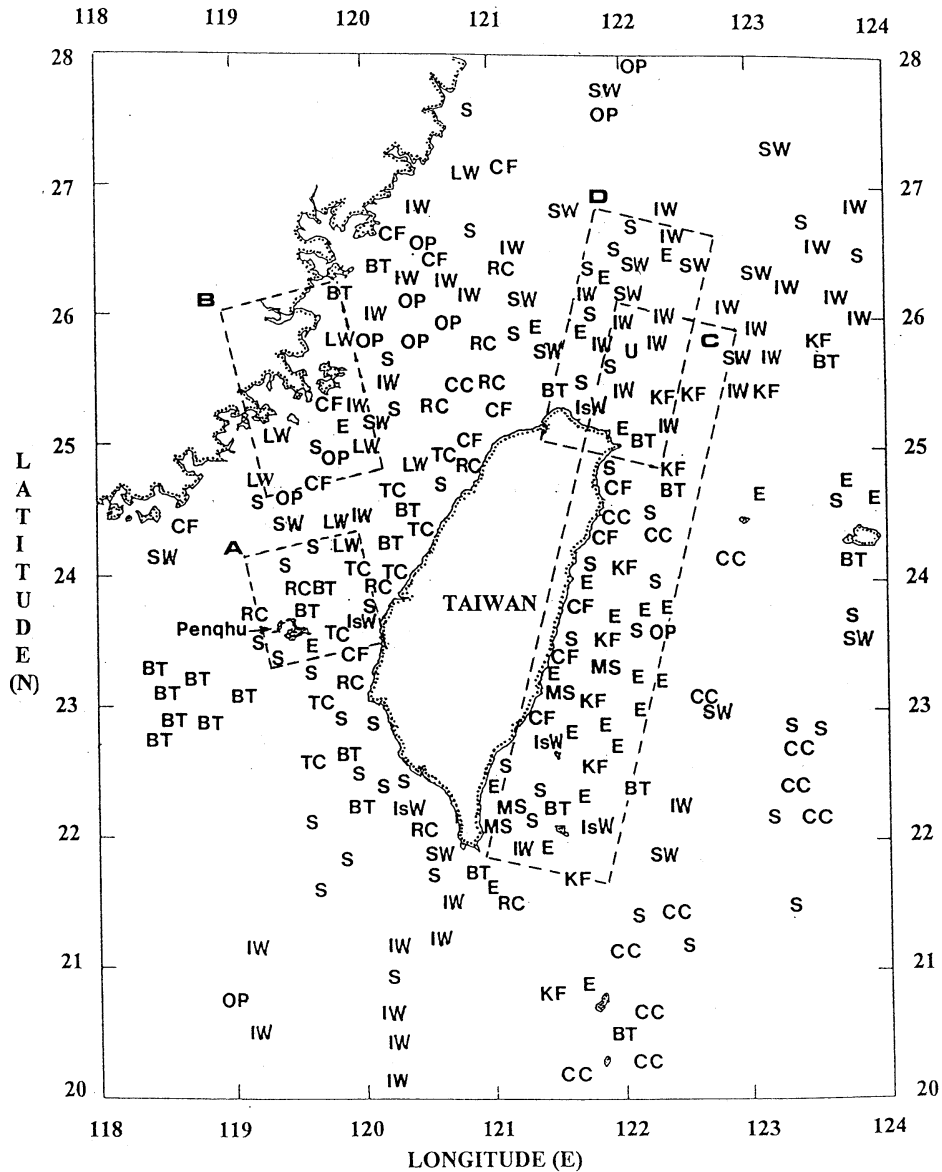 118 119 120 121 122 123 124
28 OP 28
SW
S OP
SW
27 LW CF 27
D
IW SW IW IW
S S S
CF OP S IW IW
CF IW S E S
BT RC S SW SW
IW IW E SW IW
B BT IW SW IW SW IW
OP IW
26 IW S IW IW 26
OP E E IW C IW
LW OP OP RC S IW IW KF
S SW U SW IW BT
S
IW CC RC BT S IW KF KF IW KF
CF IW RC CF IsW
S
E SW E IW
LW BT
25 S LW CF 25
OP TC
LW RC S KF
LW CF TC S CF BT E
S OP E S E
IW BT CC S
CF SW LW TC CF CF
S LW BT
SW CC BT
24 S TC TC S KF 24
RC BT RC E S
A
RC BT S CF E E S
IsW E
Penqhu TC S KF S OP SW
S E
S CF CF
BT S E MS E
BT RC E
BT BT TC MS KF CC
23 S SW 23
BT BT S CF E E S S
BT IsW E CC
TC BT KF
S S
S S E S E BT CC
BT IsW MS S BT IW S CC
22 S RC MS IsW 22
S SW IW E SW
S BT
S E KF
IW RC S CC S
IW IW IW S
CC
21 S 21
OP KF E
IW CC
IW IW BT
CC
20 IW CC 20
118 119 120 121 122 123 124
LATITUDE
(N)
TAIWAN
LONGITUDE (E)